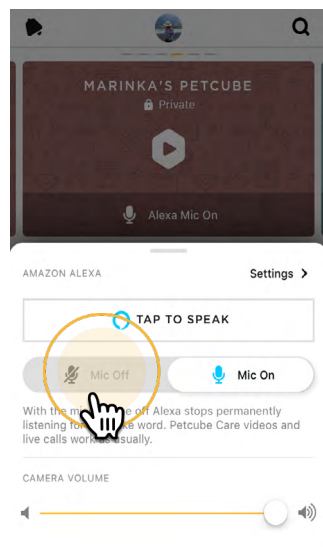 MARINKA'S PETCUBE
Private
Alexa Mic On
AMAZON ALEXA
Settings
TAP TO SPEAK
Mic Off
Mic On
With the off Alexa stops permanently
listening word. Petcube Care videos and
live calls work usually.
CAMERA VOLUME